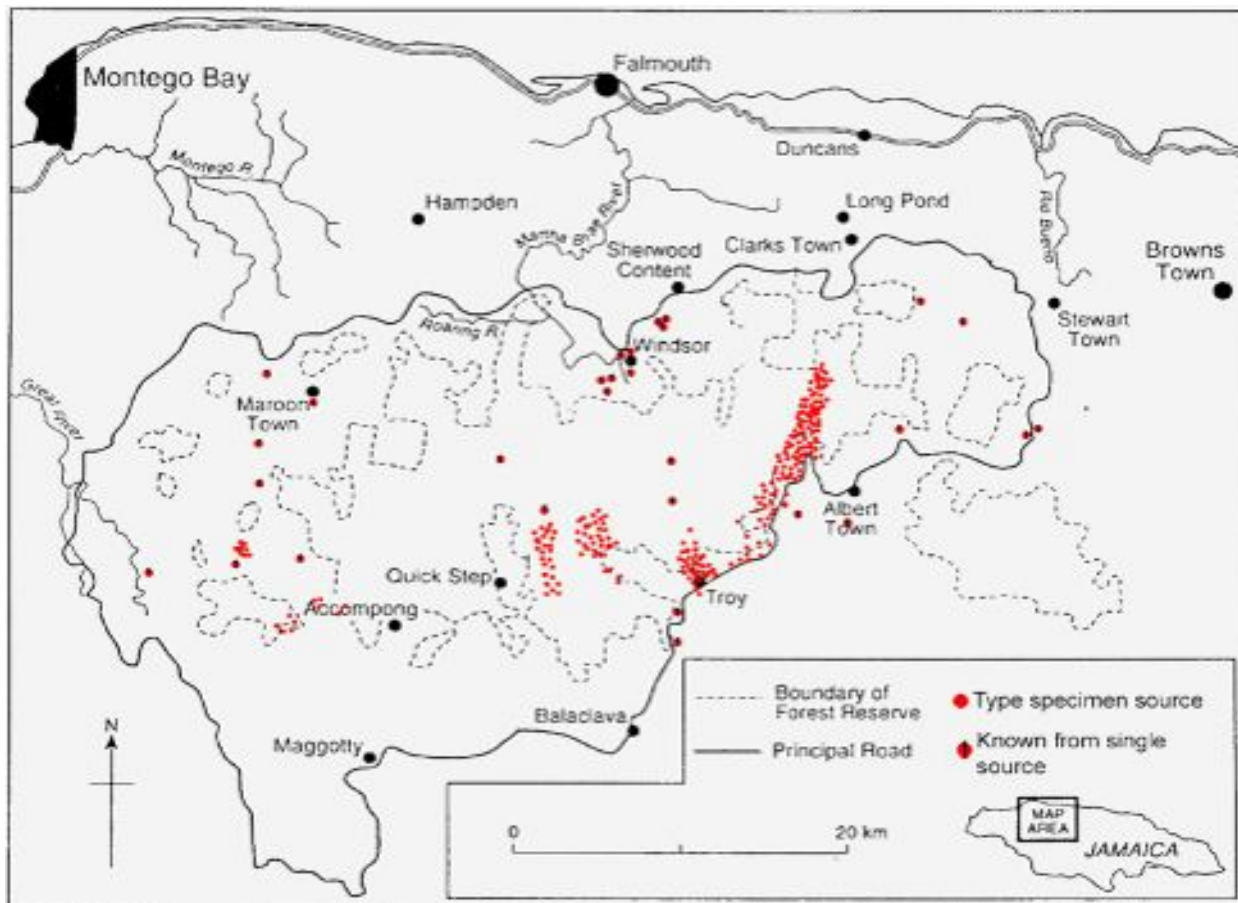 Montego Bay
Falmouth
Duncans
Montego R.
Hampden
Martha Brae River
Long Pond
Clarks Town
Rio Bueno
Sherwood
Content
Browns
Town
Stewart
Town
Roaring R.
Windsor
Great River
Maroon
Town
Albert
Town
Quick Step
Troy
Accompong
Balaclava
Maggotty
N
Boundary of
Forest Reserve
Principal Road
Type specimen source
Known from single
source
0 20 km
MAP
AREA
JAMAICA